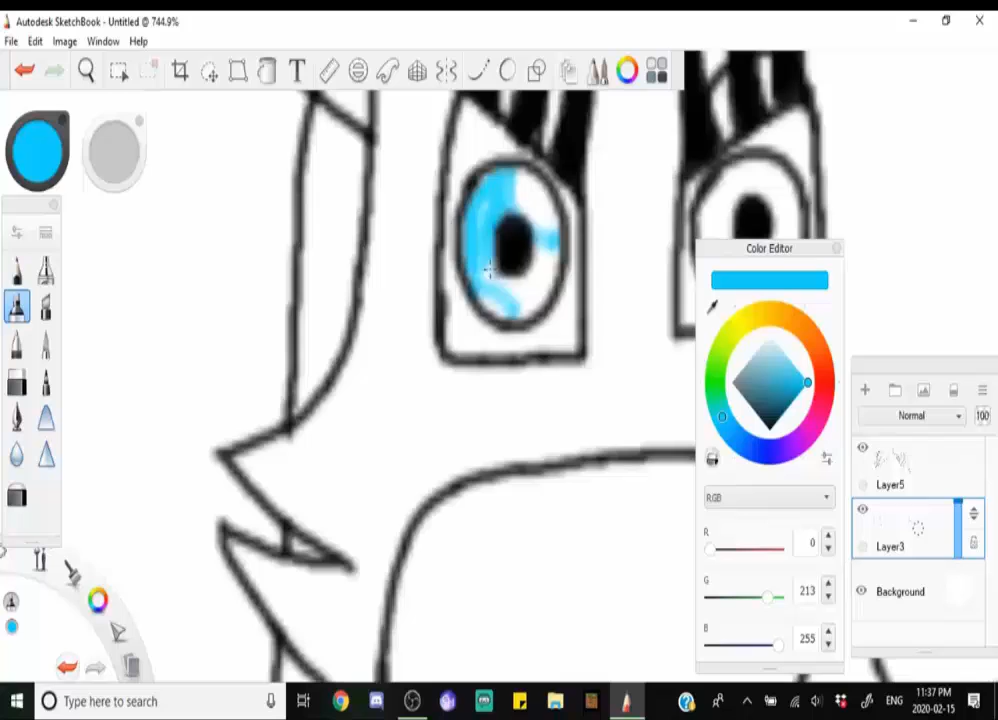 Autodesk SketchBook - Untitled @ 744.9%
File Edit Image Window Help
T
Color Editor
RGB
R 0
G 213
B 255
Normal 100
Layer5
Layer3
Background
Type here to search
ENG
11:37 PM
2020-02-15